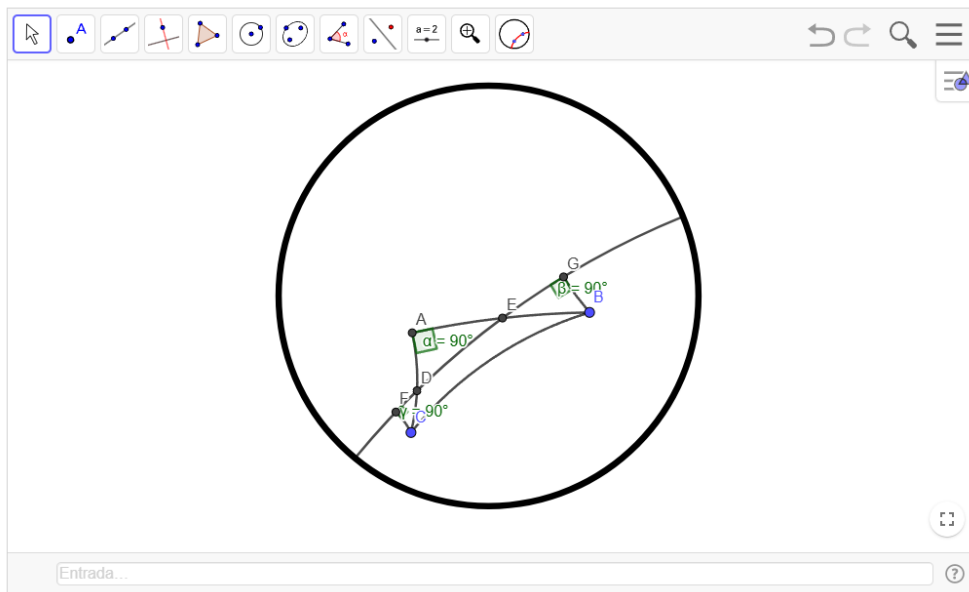 A
a=2
G
β = 90°
B
E
A
α = 90°
D
F
γ = 90°
C
Entrada...